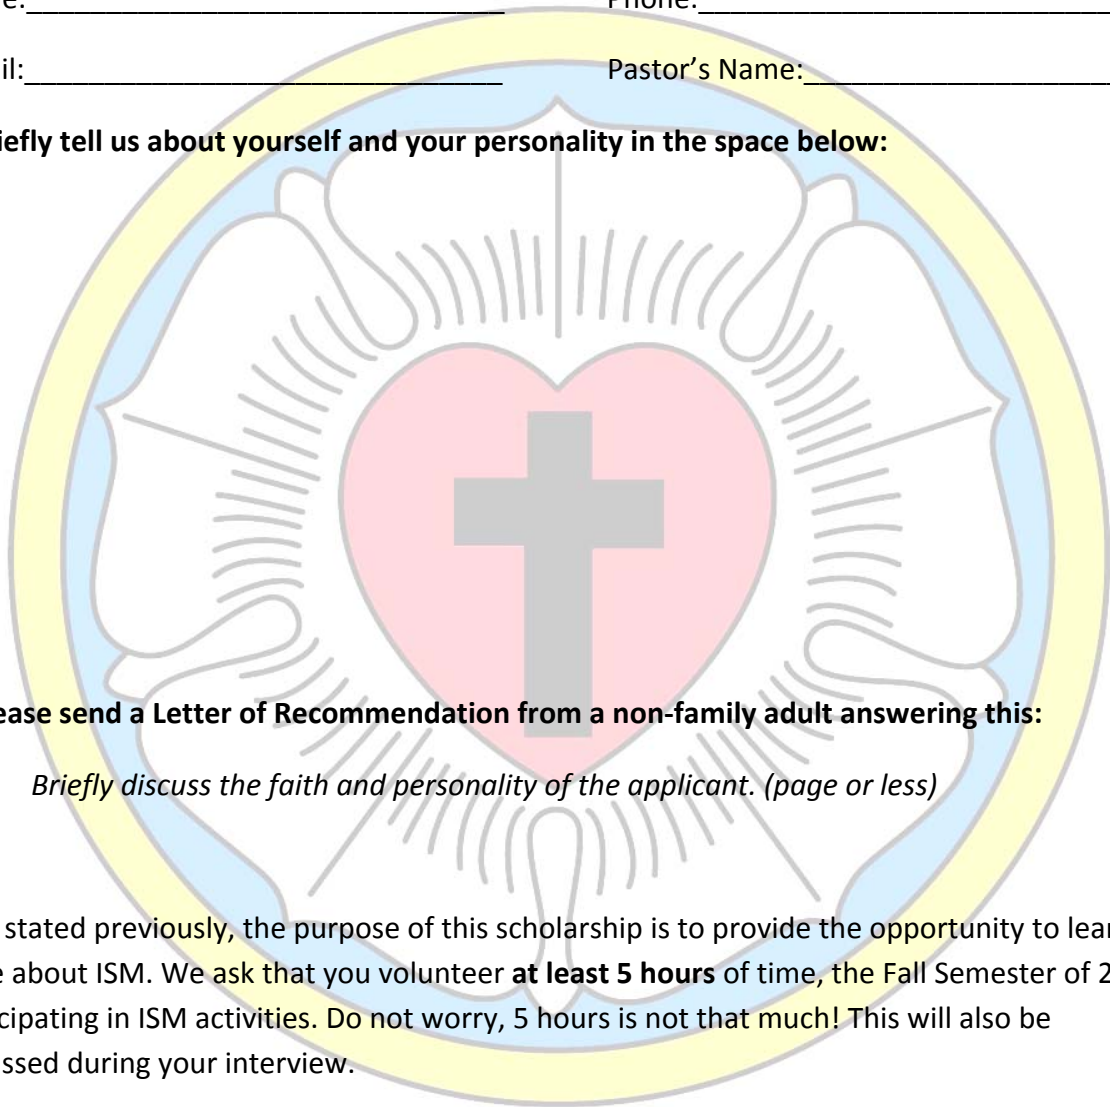 e:______________________________ Phone:__________________________
il:______________________________ Pastor’s Name:___________________
iefly tell us about yourself and your personality in the space below:
ease send a Letter of Recommendation from a non-family adult answering this:
Briefly discuss the faith and personality of the applicant. (page or less)
stated previously, the purpose of this scholarship is to provide the opportunity to lear
e about ISM. We ask that you volunteer at least 5 hours of time, the Fall Semester of 2
cipating in ISM activities. Do not worry, 5 hours is not that much! This will also be
ssed during your interview.